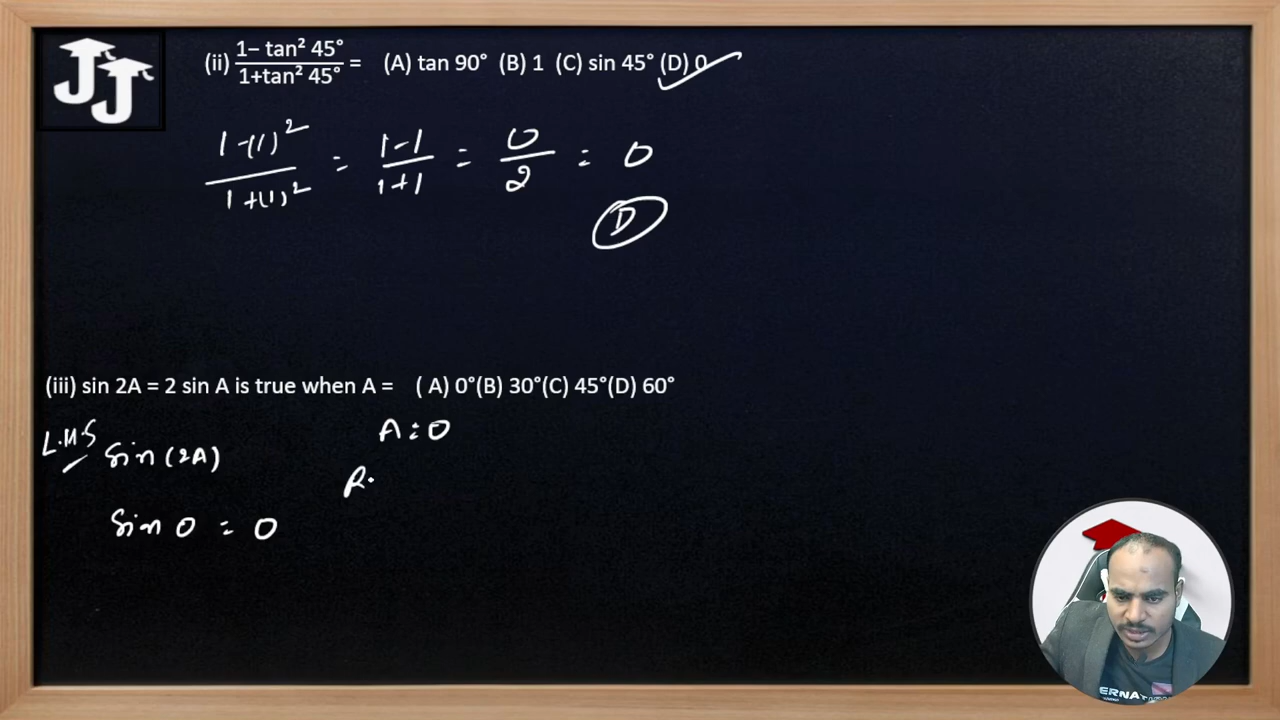 JJ
(ii) 1– tan² 45° / 1+tan² 45° = (A) tan 90° (B) 1 (C) sin 45° (D) 0
1-(1)² / 1+(1)² = 1-1 / 1+1 = 0 / 2 = 0
D
(iii) sin 2A = 2 sin A is true when A = ( A) 0°(B) 30°(C) 45°(D) 60°
L.H.S Sin (2A) A = 0
R.
Sin 0 = 0
ERNAT